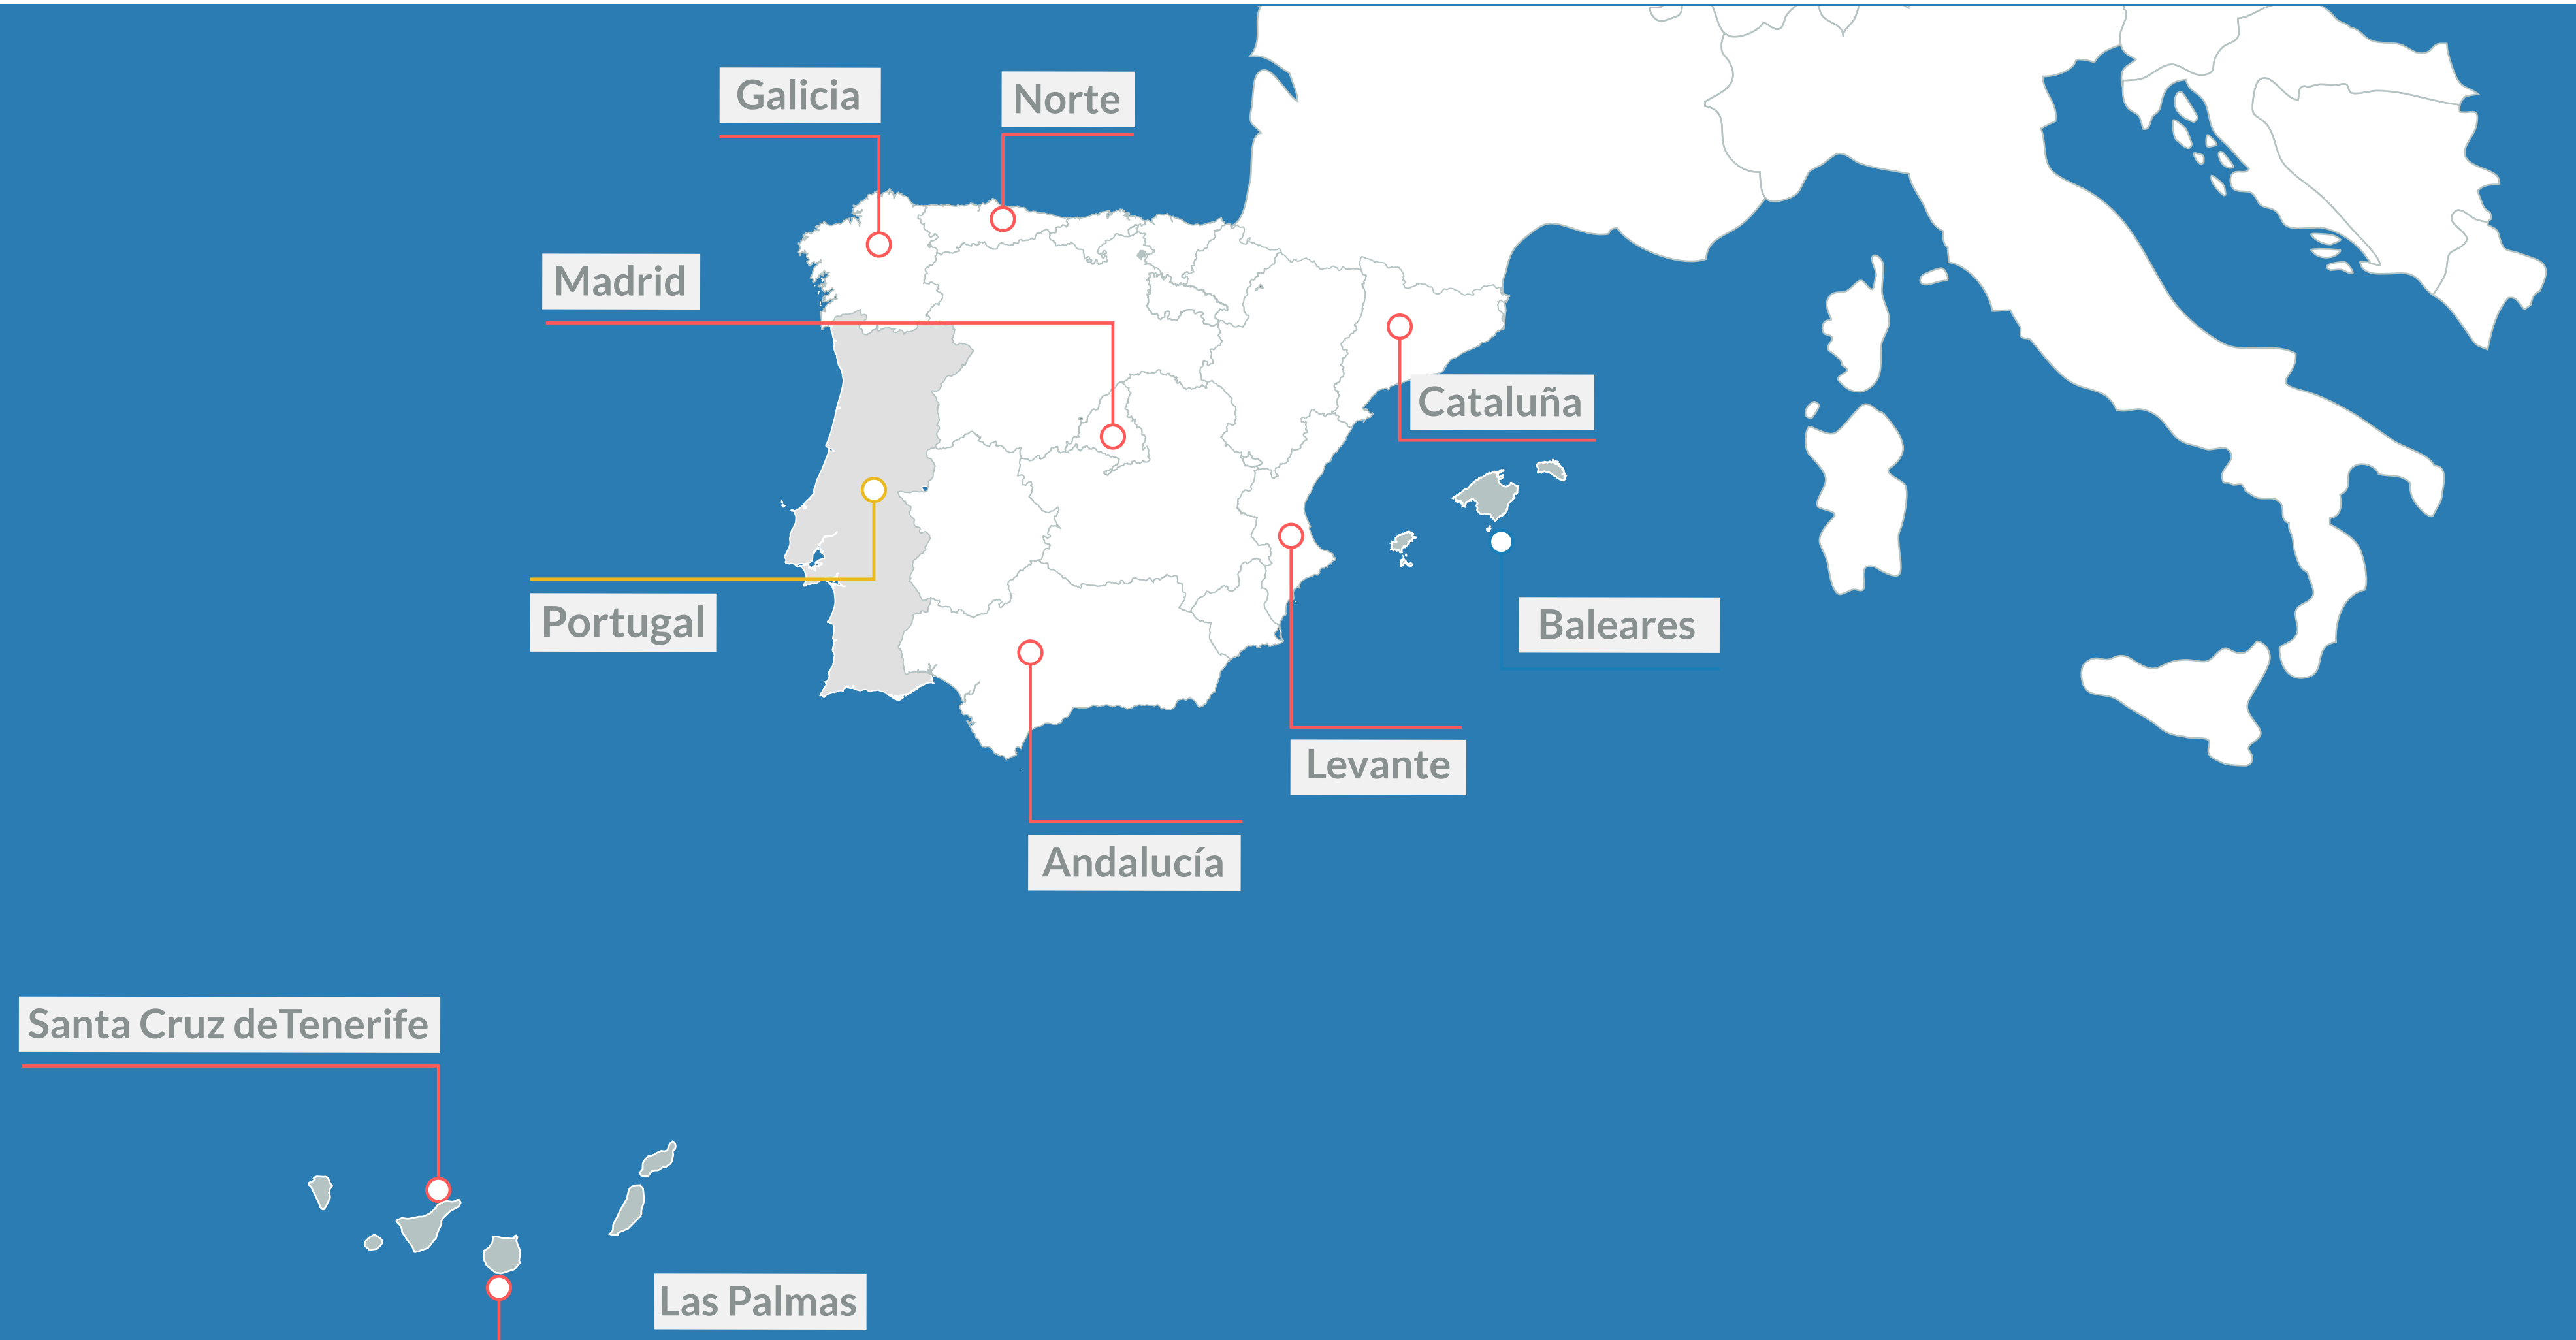 Galicia
Norte
Madrid
Cataluña
Portugal
Baleares
Levante
Andalucía
Santa Cruz deTenerife
Las Palmas